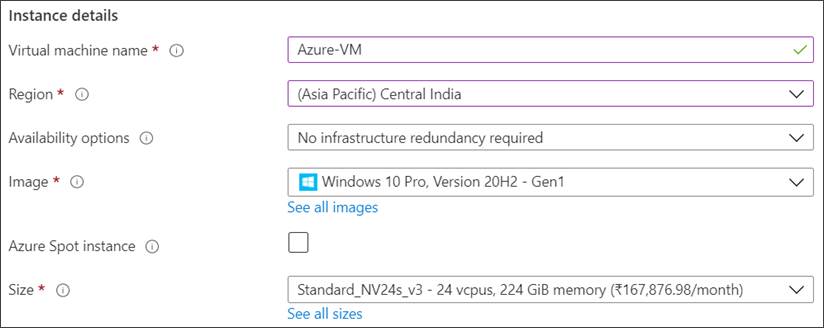 Instance details
Virtual machine name * Azure-VM
Region * (Asia Pacific) Central India
Availability options No infrastructure redundancy required
Image * Windows 10 Pro, Version 20H2 - Gen1
See all images
Azure Spot instance
Size * Standard_NV24s_v3 - 24 vcpus, 224 GiB memory (₹167,876.98/month)
See all sizes